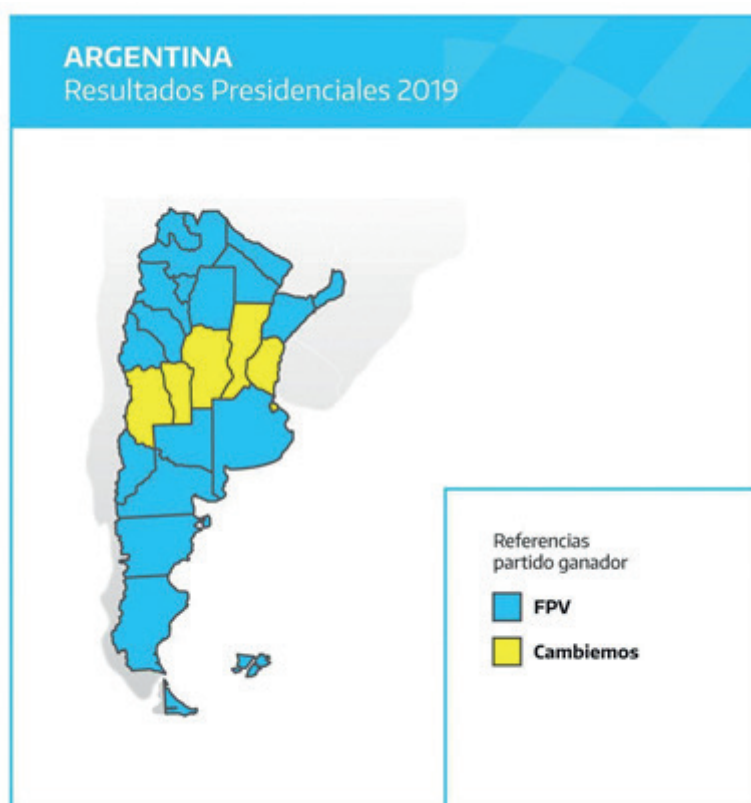 ARGENTINA
Resultados Presidenciales 2019
Referencias
partido ganador
FPV
Cambiemos